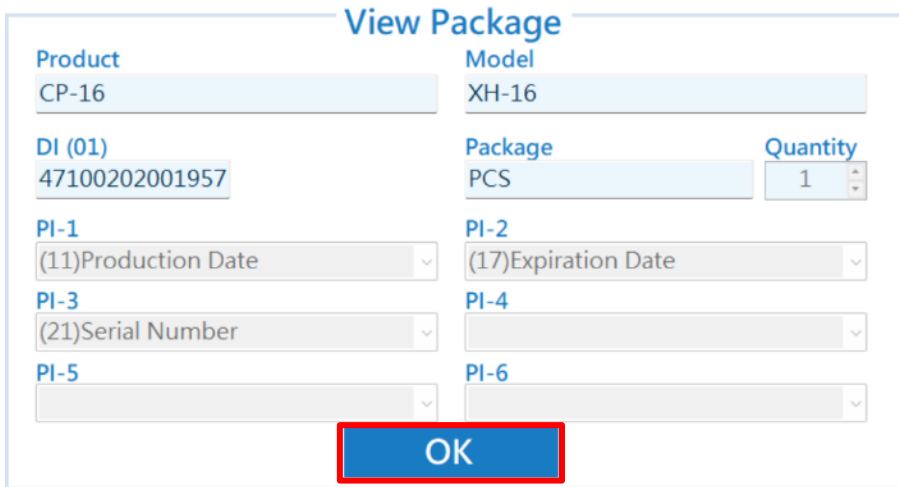 View Package
Product Model
CP-16 XH-16
DI (01) Package Quantity
47100202001957 PCS 1
PI-1 PI-2
(11)Production Date (17)Expiration Date
PI-3 PI-4
(21)Serial Number
PI-5 PI-6
OK